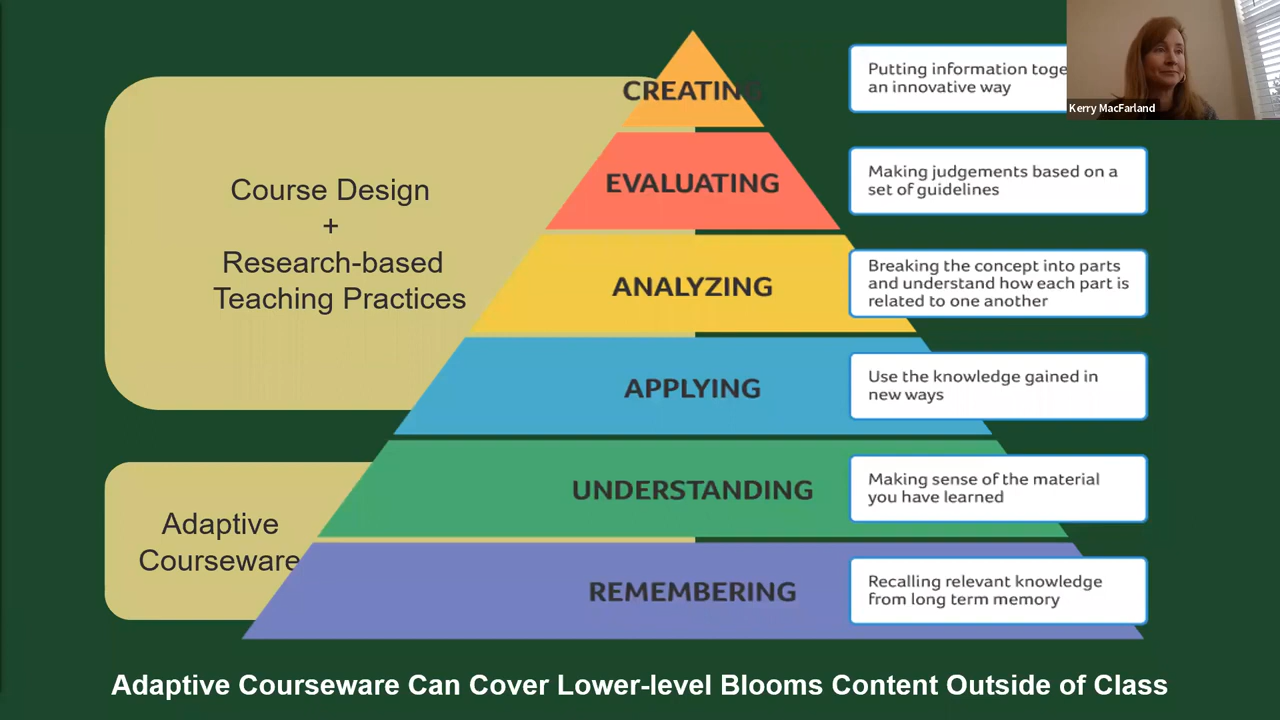 CREATING
Putting information toge
an innovative way
Kerry MacFarland
Course Design
+
Research-based
Teaching Practices
EVALUATING
Making judgements based on a
set of guidelines
ANALYZING
Breaking the concept into parts
and understand how each part is
related to one another
APPLYING
Use the knowledge gained in
new ways
Adaptive
Courseware
UNDERSTANDING
Making sense of the material
you have learned
REMEMBERING
Recalling relevant knowledge
from long term memory
Adaptive Courseware Can Cover Lower-level Blooms Content Outside of Class